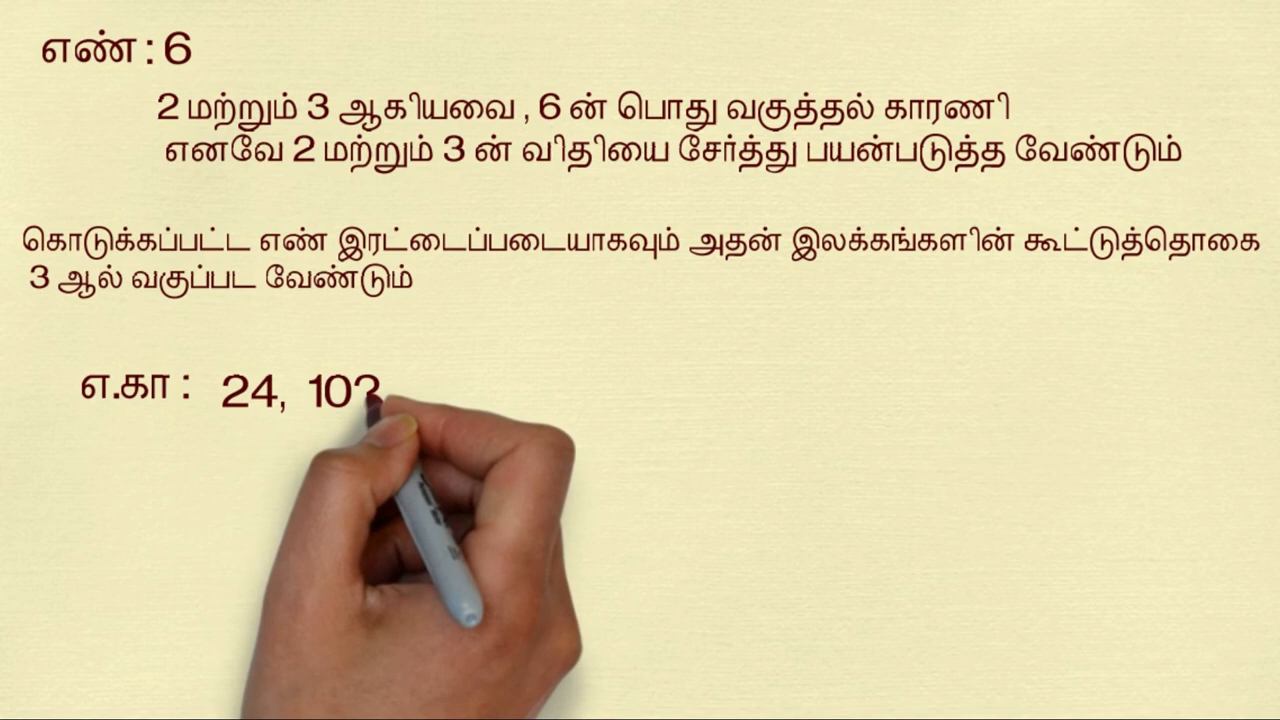 எண் : 6
2 மற்றும் 3 ஆகியவை , 6 ன் பொது வகுத்தல் காரணி
எனவே 2 மற்றும் 3 ன் விதியை சேர்த்து பயன்படுத்த வேண்டும்
கொடுக்கப்பட்ட எண் இரட்டைப்படையாகவும் அதன் இலக்கங்களின் கூட்டுத்தொகை
3 ஆல் வகுப்பட வேண்டும்
எ.கா : 24,